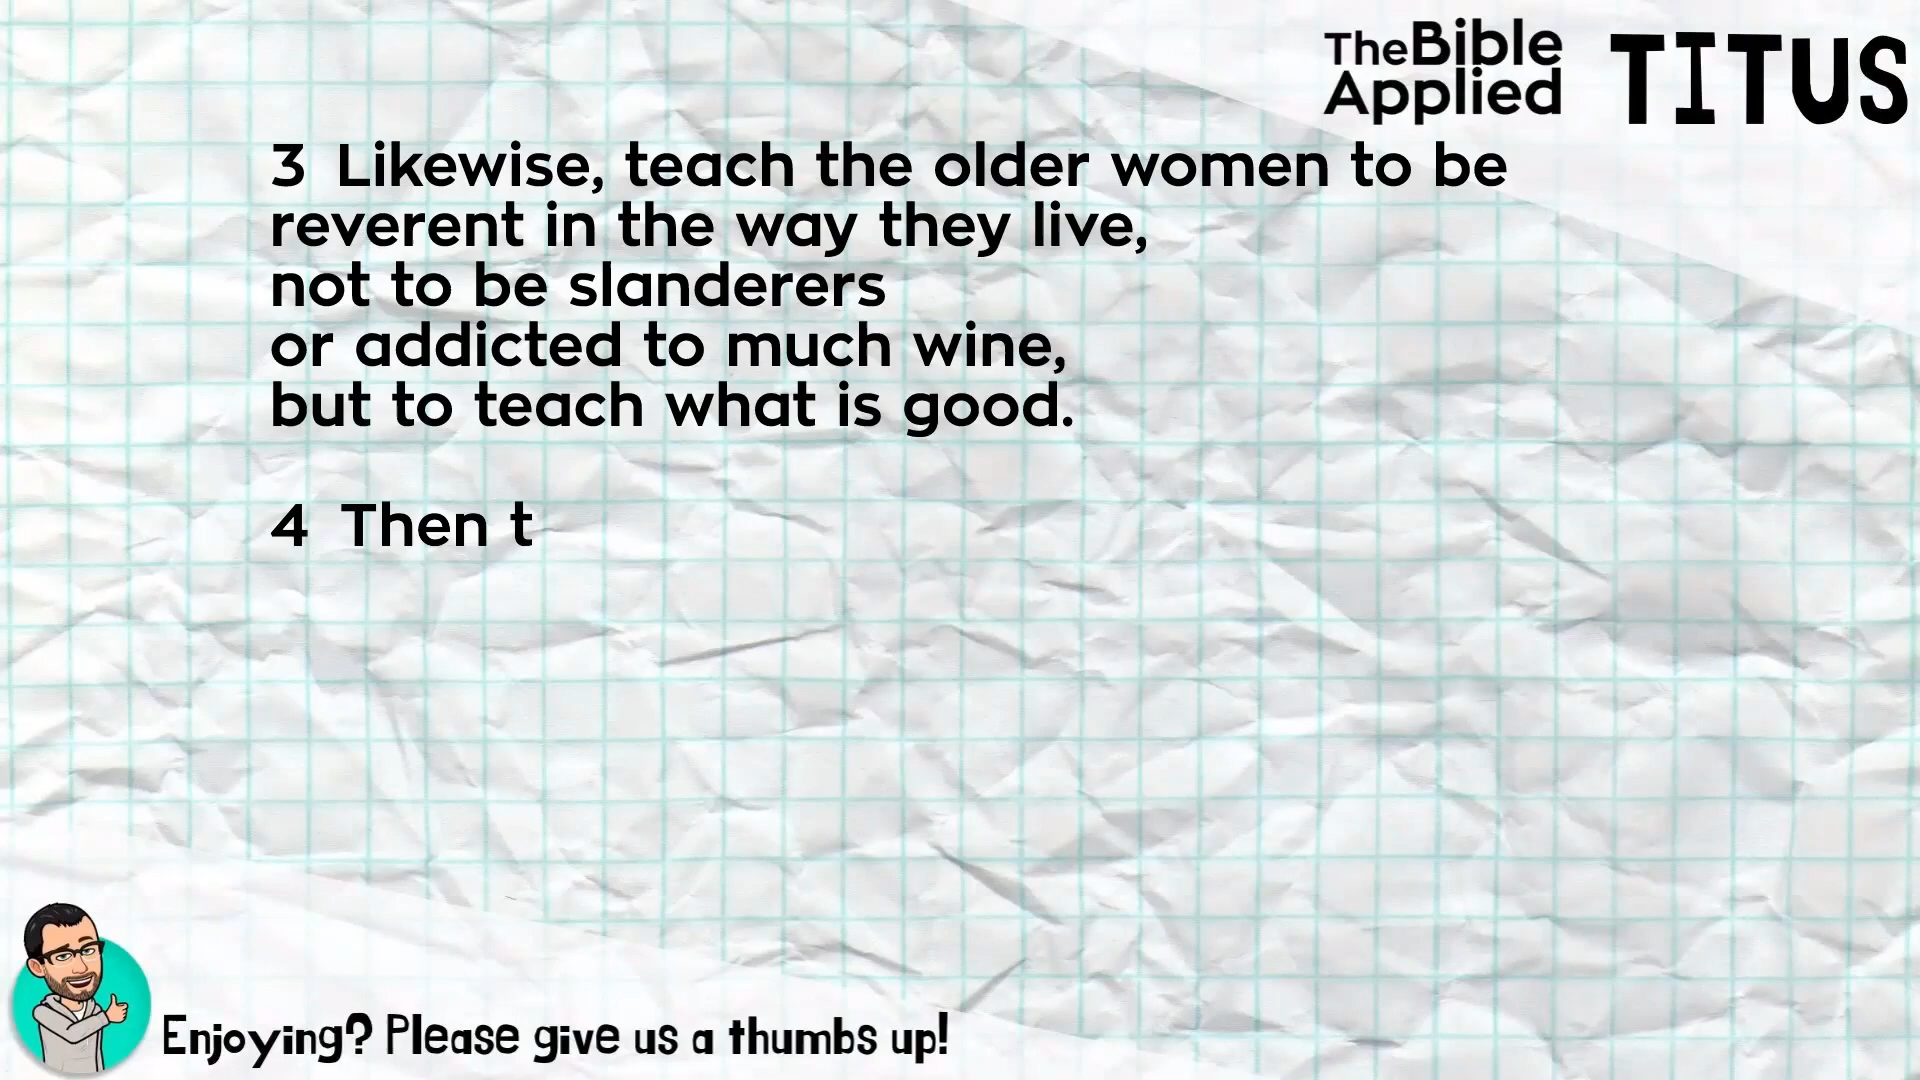 TheBible
Applied
TITUS
3 Likewise, teach the older women to be
reverent in the way they live,
not to be slanderers
or addicted to much wine,
but to teach what is good.
4 Then t
Enjoying? Please give us a thumbs up!